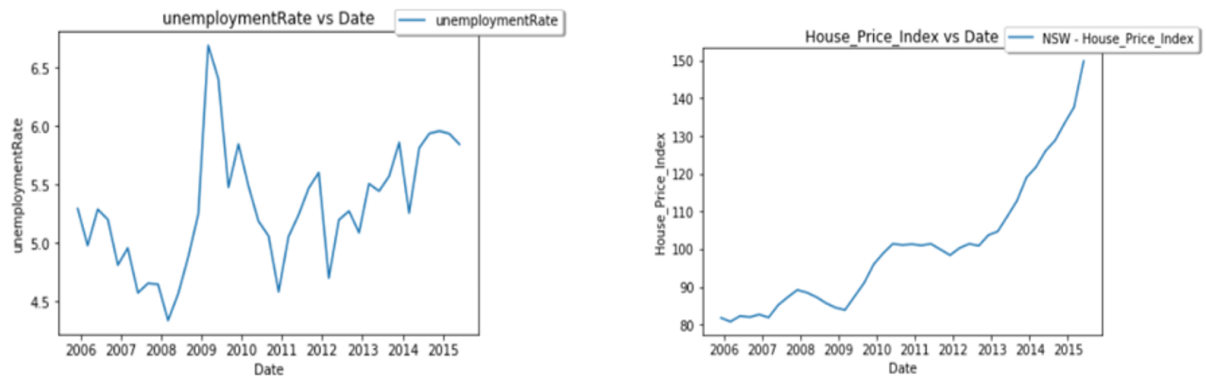 unemploymentRate vs Date
unemploymentRate
unemploymentRate
6.5
6.0
5.5
5.0
4.5
2006 2007 2008 2009 2010 2011 2012 2013 2014 2015
Date
House_Price_Index vs Date
NSW - House_Price_Index
House_Price_Index
150
140
130
120
110
100
90
80
2006 2007 2008 2009 2010 2011 2012 2013 2014 2015
Date